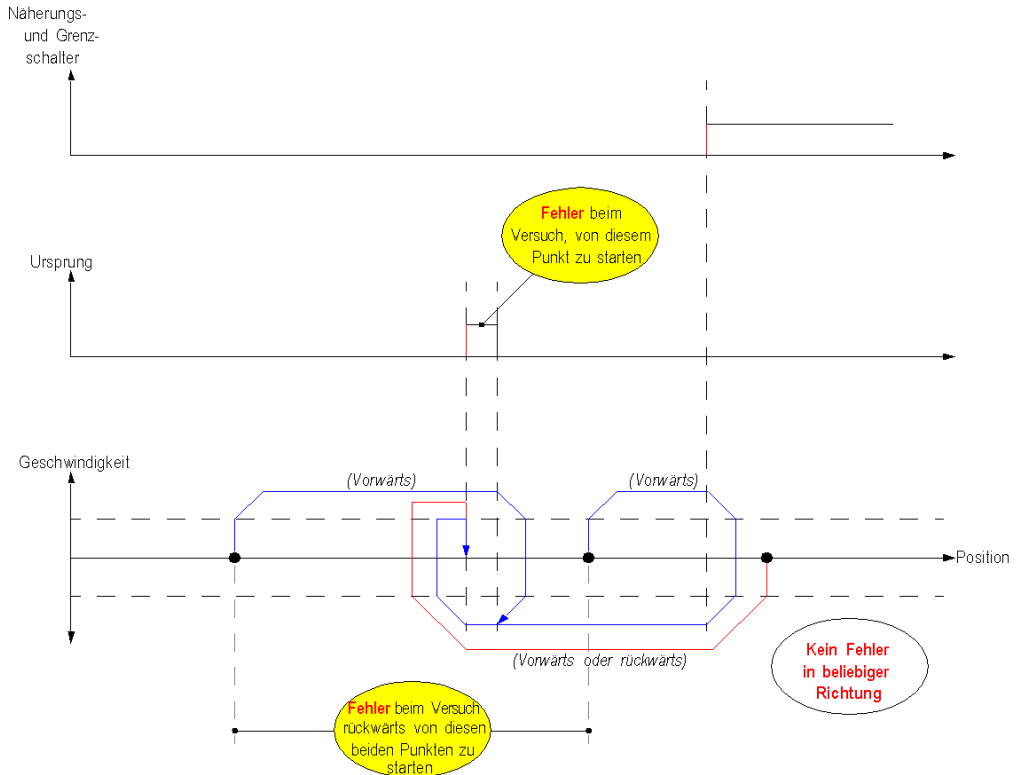 Näherungs-
und Grenz-
schalter
Fehler beim
Versuch, von diesem
Punkt zu starten
Ursprung
Geschwindigkeit
(Vorwärts)
(Vorwärts)
Position
(Vorwärts oder rückwärts)
Kein Fehler
in beliebiger
Richtung
Fehler beim Versuch
rückwärts von diesen
beiden Punkten zu
starten